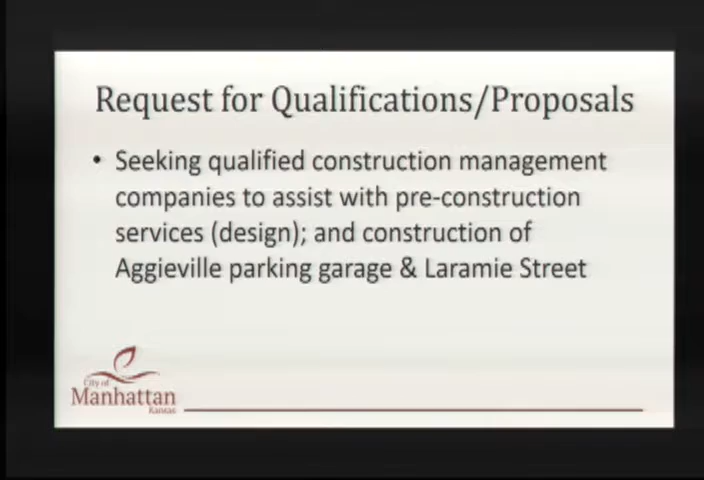 Request for Qualifications/Proposals
• Seeking qualified construction management
companies to assist with pre-construction
services (design); and construction of
Aggieville parking garage & Laramie Street
City of
Manhattan
Kansas